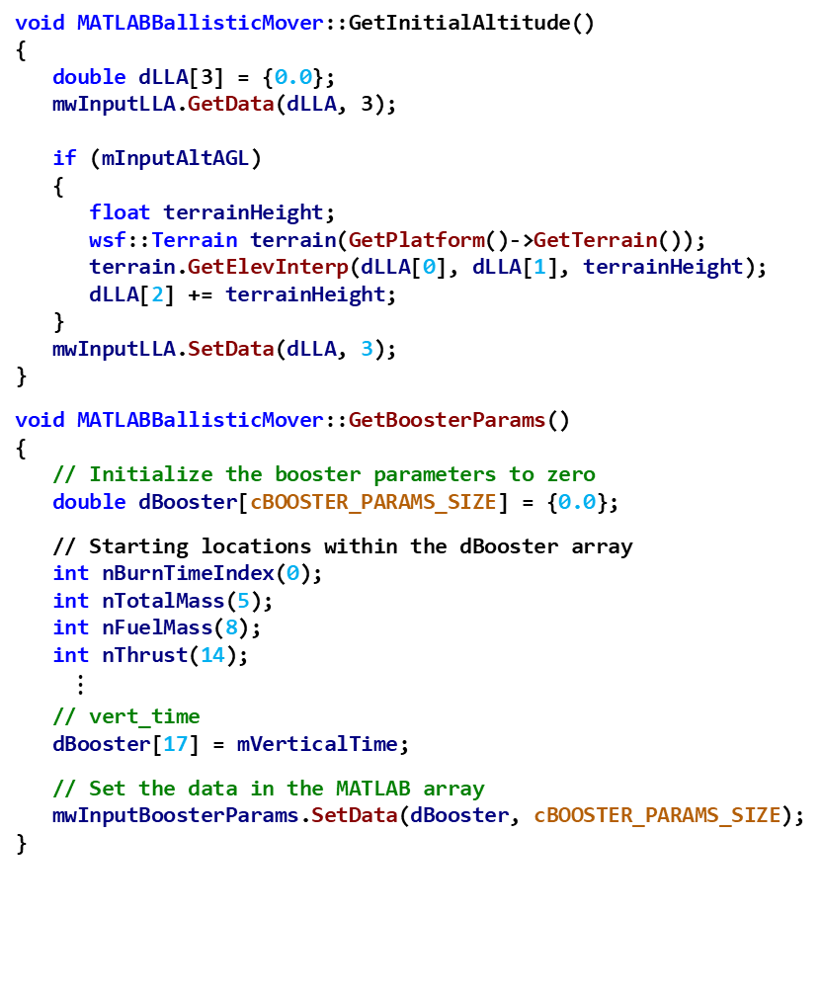 void MATLABBallisticMover::GetInitialAltitude()
{
   double dLLA[3] = {0.0};
   mwInputLLA.GetData(dLLA, 3);
   if (mInputAltAGL)
   {
      float terrainHeight;
      wsf::Terrain terrain(GetPlatform()->GetTerrain());
      terrain.GetElevInterp(dLLA[0], dLLA[1], terrainHeight);
      dLLA[2] += terrainHeight;
   }
   mwInputLLA.SetData(dLLA, 3);
}
void MATLABBallisticMover::GetBoosterParams()
{
   // Initialize the booster parameters to zero
   double dBooster[cBOOSTER_PARAMS_SIZE] = {0.0};
   // Starting locations within the dBooster array
   int nBurnTimeIndex(0);
   int nTotalMass(5);
   int nFuelMass(8);
   int nThrust(14);
     ⋮
   // vert_time
   dBooster[17] = mVerticalTime;
   // Set the data in the MATLAB array
   mwInputBoosterParams.SetData(dBooster, cBOOSTER_PARAMS_SIZE);
}